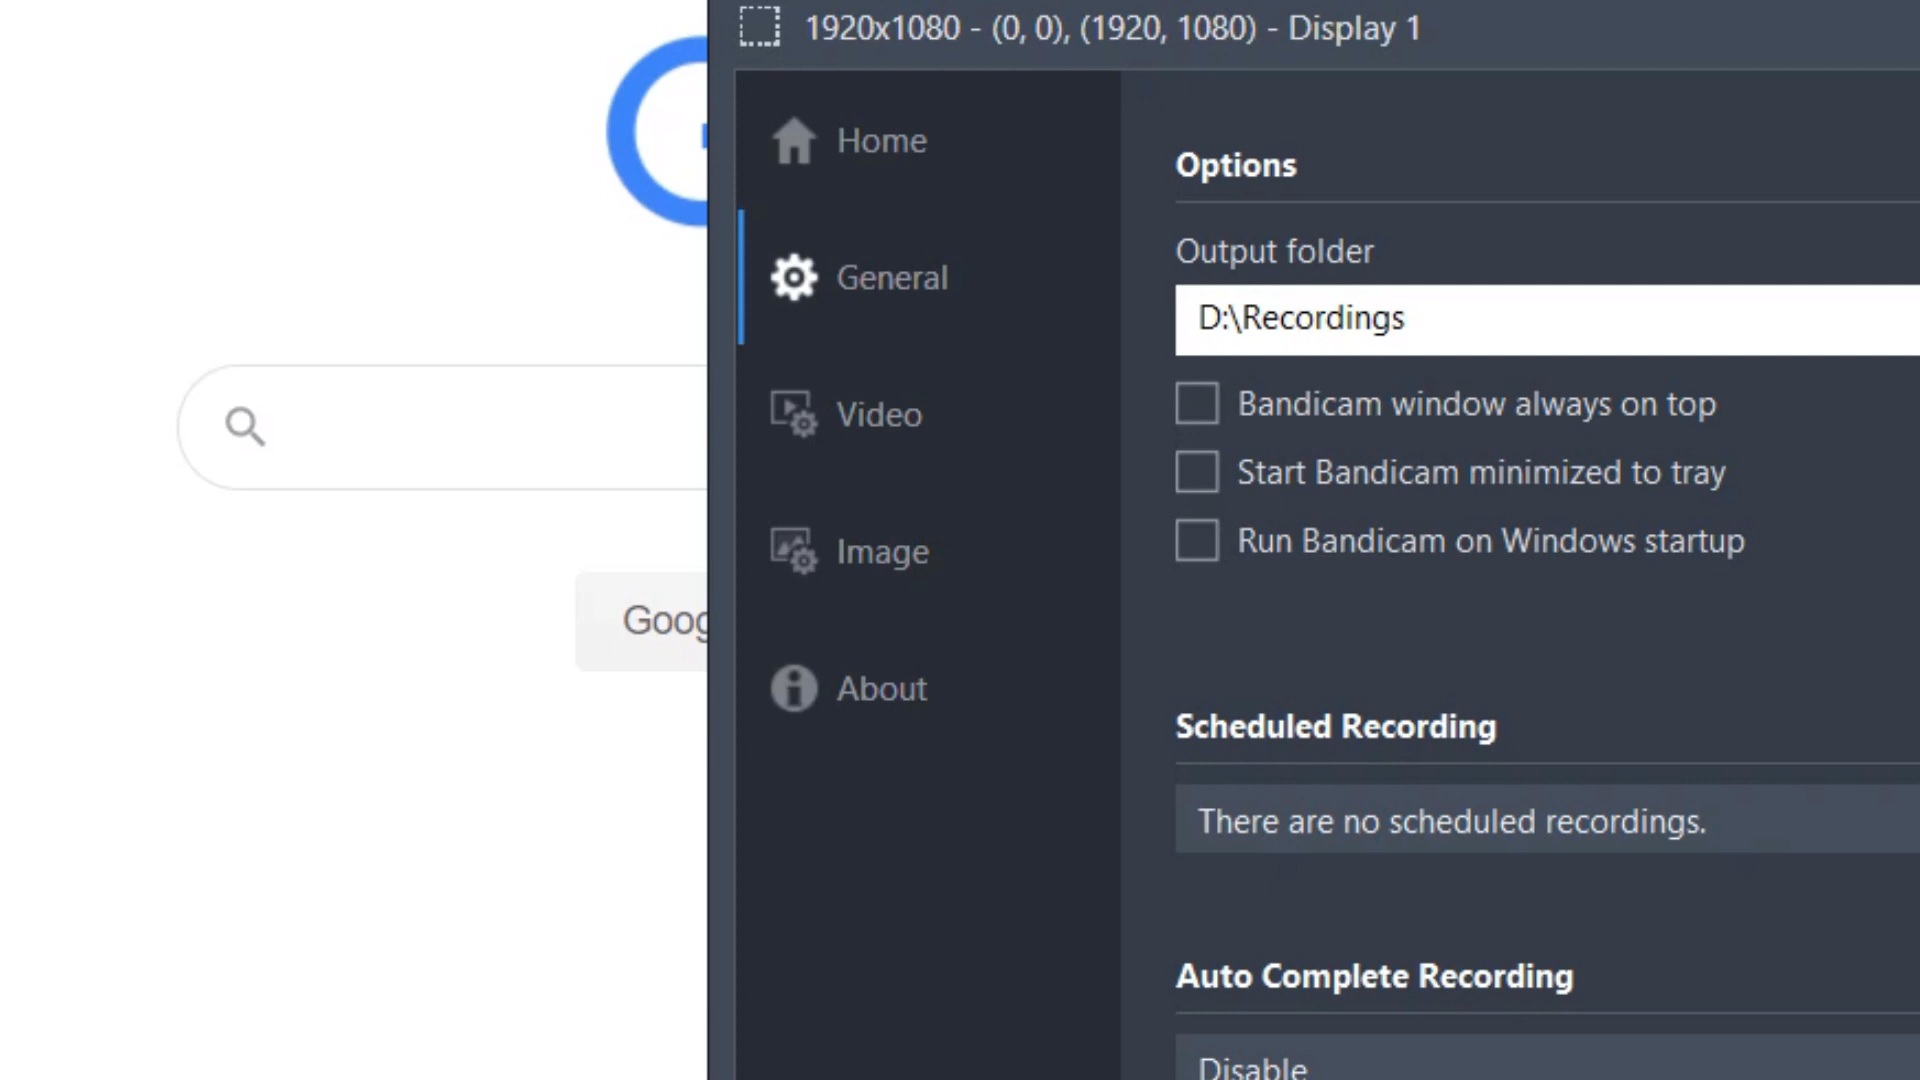 1920x1080 - (0, 0), (1920, 1080) - Display 1
Home
General
Video
Image
About
Options
Output folder
D:\Recordings
Bandicam window always on top
Start Bandicam minimized to tray
Run Bandicam on Windows startup
Scheduled Recording
There are no scheduled recordings.
Auto Complete Recording
Disable
Goog